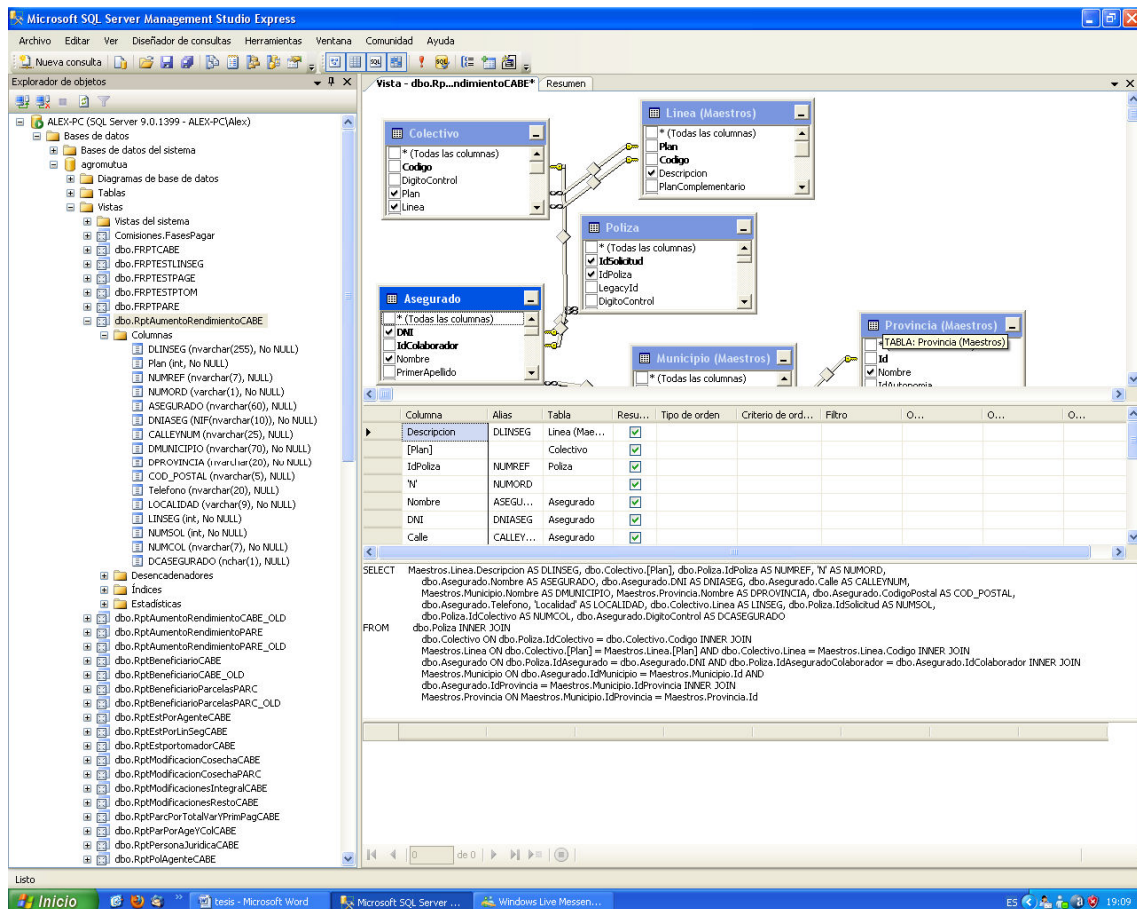 Microsoft SQL Server Management Studio Express
Archivo Editar Ver Diseñador de consultas Herramientas Ventana Comunidad Ayuda
Nueva consulta
Explorador de objetos
ALEX-PC (SQL Server 9.0.1399 - ALEX-PC\Alex)
Bases de datos
Bases de datos del sistema
agromutua
Diagramas de base de datos
Tablas
Vistas
Vistas del sistema
Comisiones.FasesPagar
dbo.FRPTCABE
dbo.FRPTESTLINSEG
dbo.FRPTESTPAGE
dbo.FRPTESTPTOM
dbo.FRPTPARE
dbo.RptAumentoRendimientoCABE
Columnas
DLINSEG (nvarchar(255), No NULL)
Plan (int, No NULL)
NUMREF (nvarchar(7), NULL)
NUMORD (varchar(1), No NULL)
ASEGURADO (nvarchar(60), NULL)
DNIASEG (NIF(nvarchar(10)), No NULL)
CALLEYNUM (nvarchar(25), NULL)
DMUNICIPIO (nvarchar(70), No NULL)
DPROVINCIA (nvarchar(20), No NULL)
COD_POSTAL (nvarchar(5), NULL)
Telefono (nvarchar(20), NULL)
LOCALIDAD (varchar(9), No NULL)
LINSEG (int, No NULL)
NUMSOL (int, No NULL)
NUMCOL (nvarchar(7), No NULL)
DCASEGURADO (nchar(1), NULL)
Desencadenadores
Índices
Estadísticas
dbo.RptAumentoRendimientoCABE_OLD
dbo.RptAumentoRendimientoPARE
dbo.RptAumentoRendimientoPARE_OLD
dbo.RptBeneficiarioCABE
dbo.RptBeneficiarioCABE_OLD
dbo.RptBeneficiarioParcelasPARC
dbo.RptBeneficiarioParcelasPARC_OLD
dbo.RptEstPorAgenteCABE
dbo.RptEstPorLinSegCABE
dbo.RptEstportomadorCABE
dbo.RptModificacionCosechaCABE
dbo.RptModificacionCosechaPARC
dbo.RptModificacionesIntegralCABE
dbo.RptModificacionesRestoCABE
dbo.RptParcPorTotalVarYPrimPagCABE
dbo.RptParPorAgeYColCABE
dbo.RptPersonaJuridicaCABE
dbo.RptPolAgenteCABE
Vista - dbo.Rp...ndimientoCABE* Resumen
Colectivo
* (Todas las columnas)
Codigo
DigitoControl
Plan
Linea
Linea (Maestros)
* (Todas las columnas)
Plan
Codigo
Descripcion
PlanComplementario
Poliza
* (Todas las columnas)
IdSolicitud
IdPoliza
LegacyId
DigitoControl
Asegurado
* (Todas las columnas)
DNI
IdColaborador
Nombre
PrimerApellido
Municipio (Maestros)
* (Todas las columnas)
Provincia (Maestros)
TABLA: Provincia (Maestros)
Id
Nombre
IdAutonomia
Columna Alias Tabla Resu... Tipo de orden Criterio de ord... Filtro O... O... O...
Descripcion DLINSEG Linea (Mae...
[Plan] Colectivo
IdPoliza NUMREF Poliza
'N' NUMORD
Nombre ASEGU... Asegurado
DNI DNIASEG Asegurado
Calle CALLEY... Asegurado
SELECT Maestros.Linea.Descripcion AS DLINSEG, dbo.Colectivo.[Plan], dbo.Poliza.IdPoliza AS NUMREF, 'N' AS NUMORD,
dbo.Asegurado.Nombre AS ASEGURADO, dbo.Asegurado.DNI AS DNIASEG, dbo.Asegurado.Calle AS CALLEYNUM,
Maestros.Municipio.Nombre AS DMUNICIPIO, Maestros.Provincia.Nombre AS DPROVINCIA, dbo.Asegurado.CodigoPostal AS COD_POSTAL,
dbo.Asegurado.Telefono, 'Localidad' AS LOCALIDAD, dbo.Colectivo.Linea AS LINSEG, dbo.Poliza.IdSolicitud AS NUMSOL,
dbo.Poliza.IdColectivo AS NUMCOL, dbo.Asegurado.DigitoControl AS DCASEGURADO
FROM dbo.Poliza INNER JOIN
dbo.Colectivo ON dbo.Poliza.IdColectivo = dbo.Colectivo.Codigo INNER JOIN
Maestros.Linea ON dbo.Colectivo.[Plan] = Maestros.Linea.[Plan] AND dbo.Colectivo.Linea = Maestros.Linea.Codigo INNER JOIN
dbo.Asegurado ON dbo.Poliza.IdAsegurado = dbo.Asegurado.DNI AND dbo.Poliza.IdAseguradoColaborador = dbo.Asegurado.IdColaborador INNER JOIN
Maestros.Municipio ON dbo.Asegurado.IdMunicipio = Maestros.Municipio.Id AND
dbo.Asegurado.IdProvincia = Maestros.Municipio.IdProvincia INNER JOIN
Maestros.Provincia ON Maestros.Municipio.IdProvincia = Maestros.Provincia.Id
0 de 0
Listo
Inicio tesis - Microsoft Word Microsoft SQL Server ... Windows Live Messen... ES 19:09